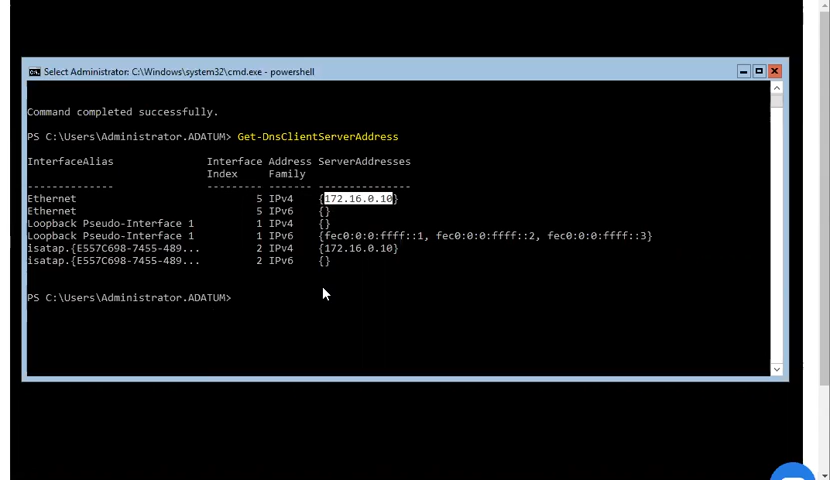 Select Administrator: C:\Windows\system32\cmd.exe - powershell
Command completed successfully.
PS C:\Users\Administrator.ADATUM> Get-DnsClientServerAddress
InterfaceAlias Interface Address ServerAddresses
Index Family
-------------- --------- ------- ---------------
Ethernet 5 IPv4 {172.16.0.10}
Ethernet 5 IPv6 {}
Loopback Pseudo-Interface 1 1 IPv4 {}
Loopback Pseudo-Interface 1 1 IPv6 {fec0:0:0:ffff::1, fec0:0:0:ffff::2, fec0:0:0:ffff::3}
isatap.{E557C698-7455-489... 2 IPv4 {172.16.0.10}
isatap.{E557C698-7455-489... 2 IPv6 {}
PS C:\Users\Administrator.ADATUM>